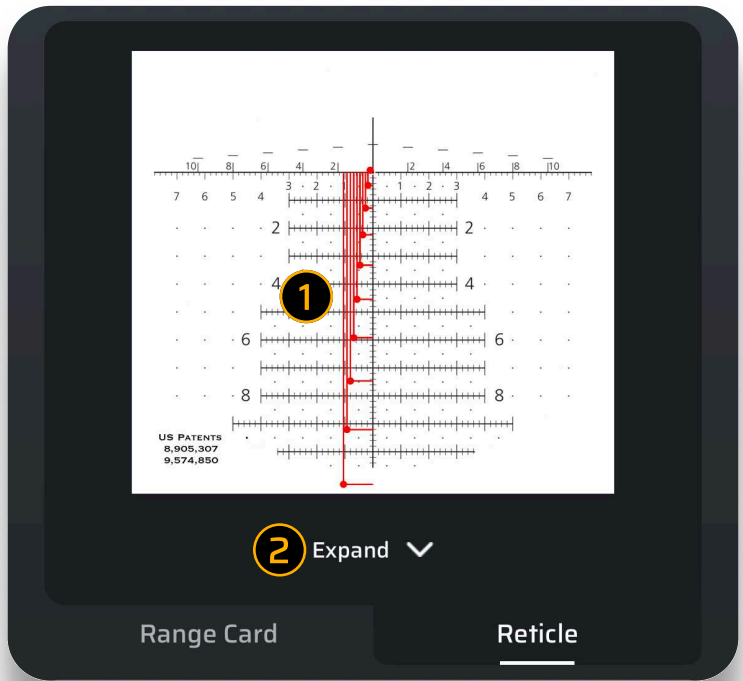 10 8 6 4 2 2 4 6 8 10
7 6 5 4 3 2 1 1 2 3 4 5 6 7
2 2
4 4
1
6 6
8 8
US PATENTS
8,905,307
9,574,850
2 Expand
Range Card Reticle